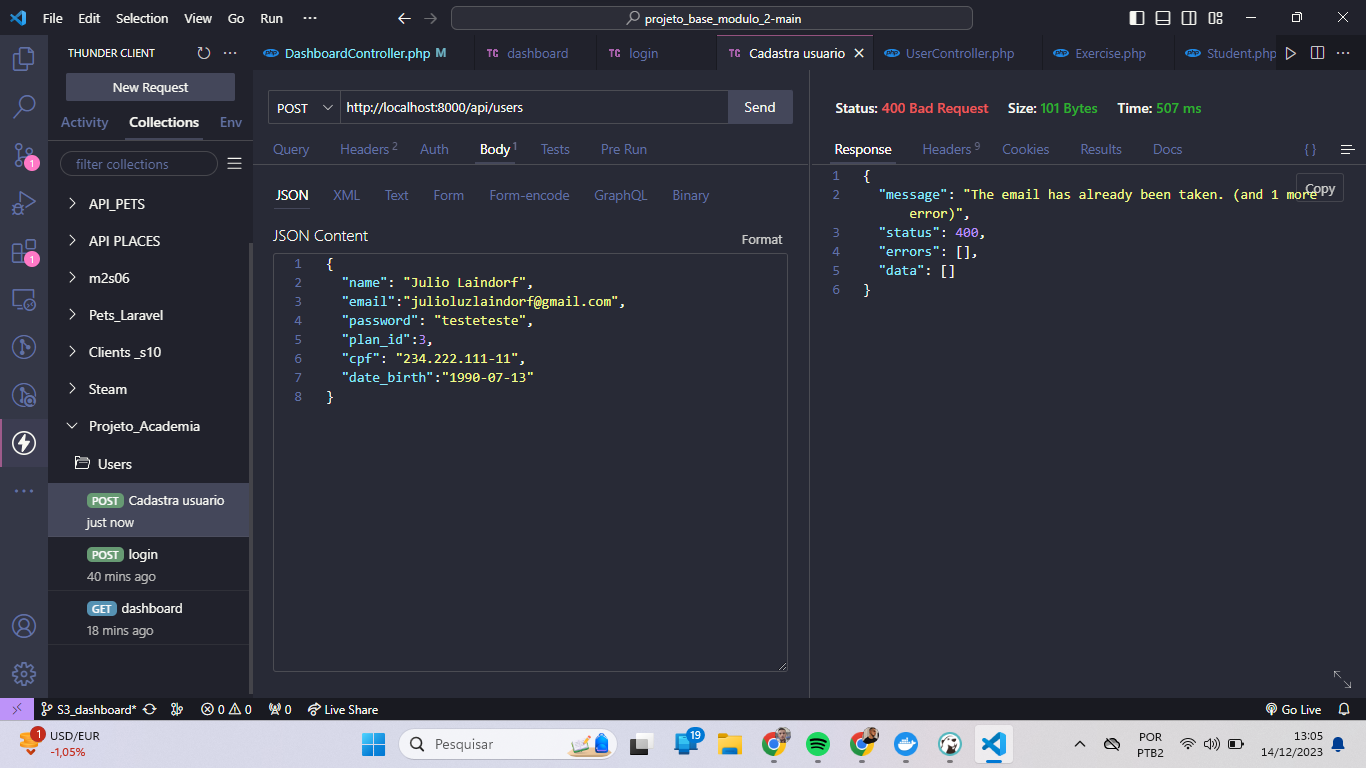 File Edit Selection View Go Run ··· projeto_base_modulo_2-main
THUNDER CLIENT
DashboardController.php M
TC dashboard
TC login
TC Cadastra usuario
UserController.php
Exercise.php
Student.php
New Request
Activity Collections Env
filter collections
API_PETS
API PLACES
m2s06
Pets_Laravel
Clients _s10
Steam
Projeto_Academia
Users
POST Cadastra usuario
just now
POST login
40 mins ago
GET dashboard
18 mins ago
1
1
POST http://localhost:8000/api/users Send
Query Headers 2 Auth Body 1 Tests Pre Run
JSON XML Text Form Form-encode GraphQL Binary
JSON Content
Format
1 {
2 "name": "Julio Laindorf",
3 "email":"julioluzlaindorf@gmail.com",
4 "password": "testeteste",
5 "plan_id":3,
6 "cpf": "234.222.111-11",
7 "date_birth":"1990-07-13"
8 }
Status: 400 Bad Request Size: 101 Bytes Time: 507 ms
Response Headers 9 Cookies Results Docs { }
Copy
1 {
2 "message": "The email has already been taken. (and 1 more
error)",
3 "status": 400,
4 "errors": [],
5 "data": []
6 }
S3_dashboard* 0 0 0 Live Share Go Live
1
USD/EUR
-1,05%
Pesquisar
19
POR
PTB2
13:05
14/12/2023